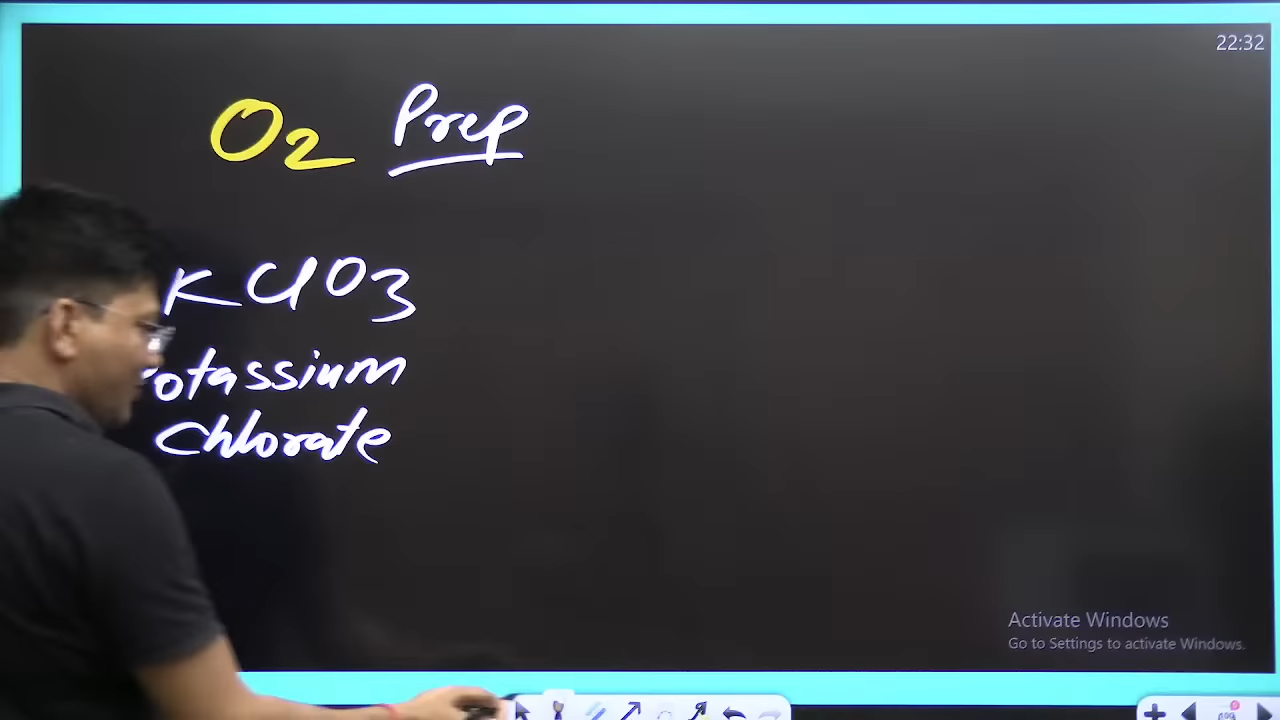 22:32
O2 Prep
KClO3
otassium
Chlorate
Activate Windows
Go to Settings to activate Windows.